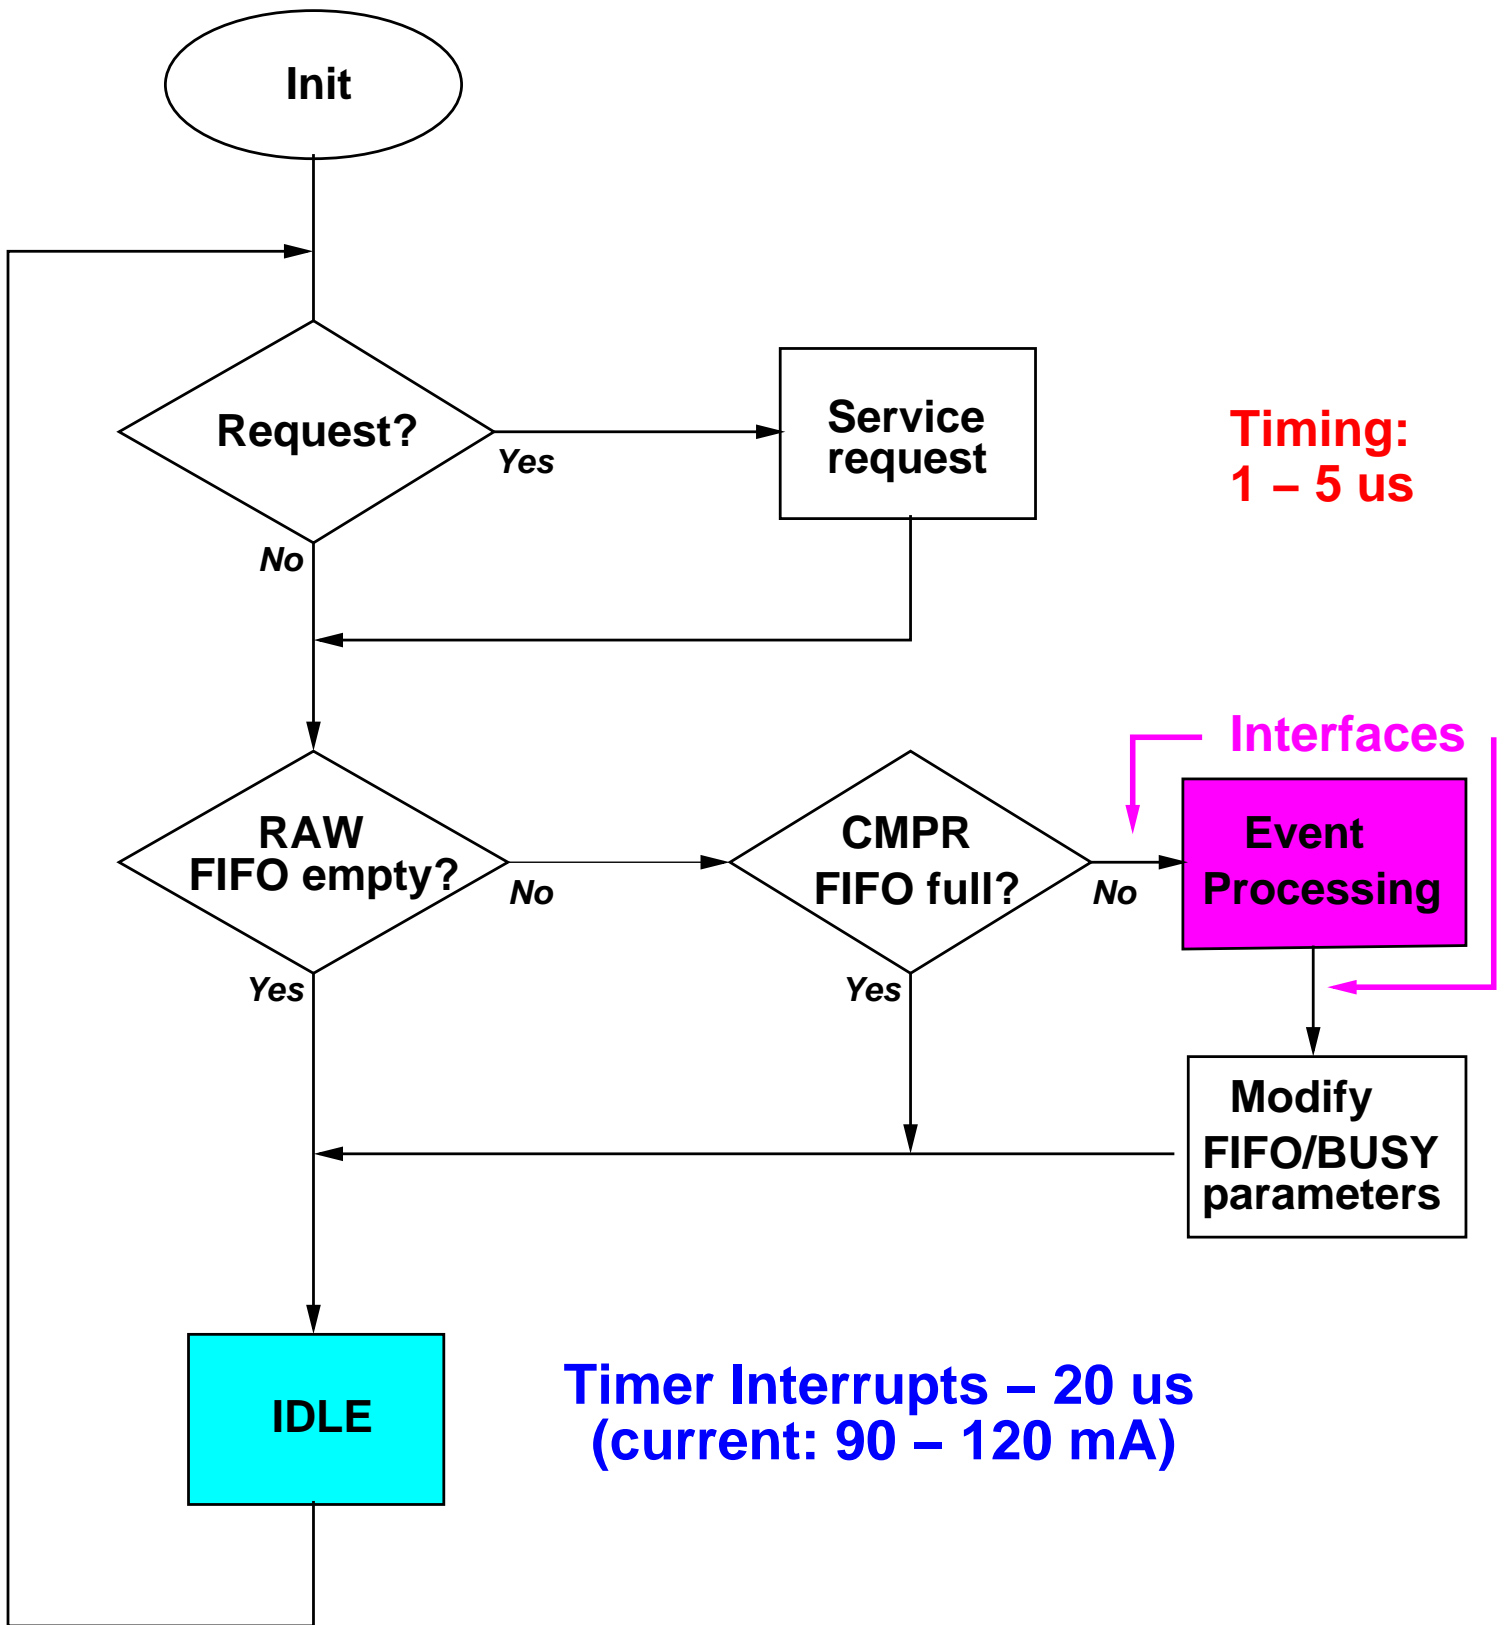 Init
Request?
Yes
No
Service
request
Timing:
1 – 5 us
Interfaces
RAW
FIFO empty?
No
Yes
CMPR
FIFO full?
No
Yes
Event
Processing
Modify
FIFO/BUSY
parameters
IDLE
Timer Interrupts – 20 us
(current: 90 – 120 mA)